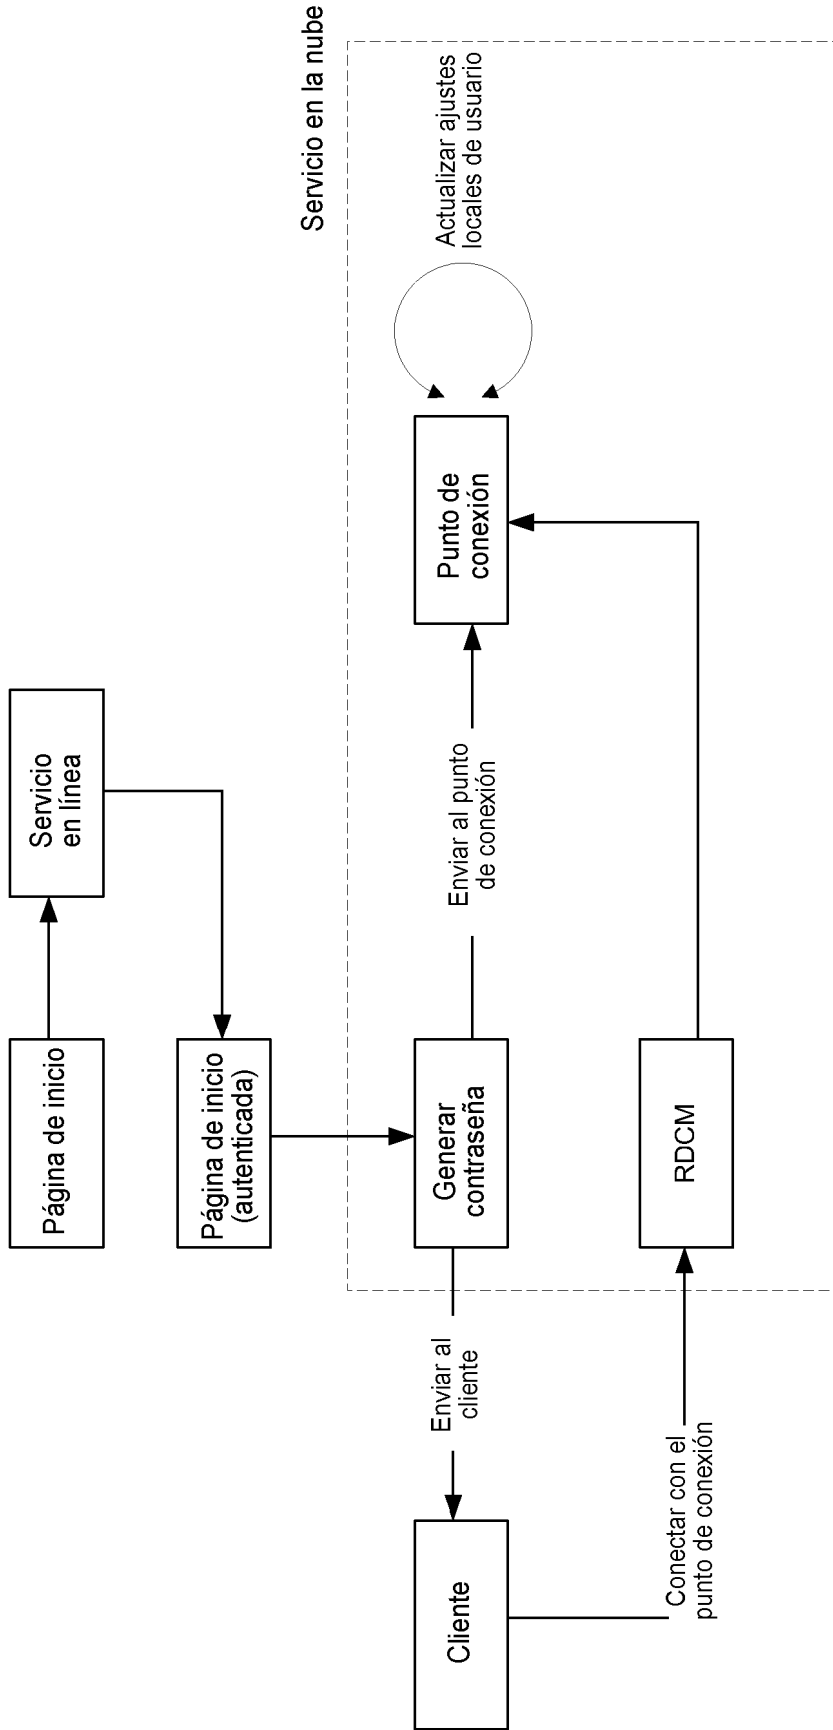 Página de inicio
Servicio
en línea
Página de inicio
(autenticada)
Servicio en la nube
Enviar al
cliente
Generar
contraseña
Enviar al punto
de conexión
Punto de
conexión
Actualizar ajustes
locales de usuario
Cliente
Conectar con el
punto de conexión
RDCM